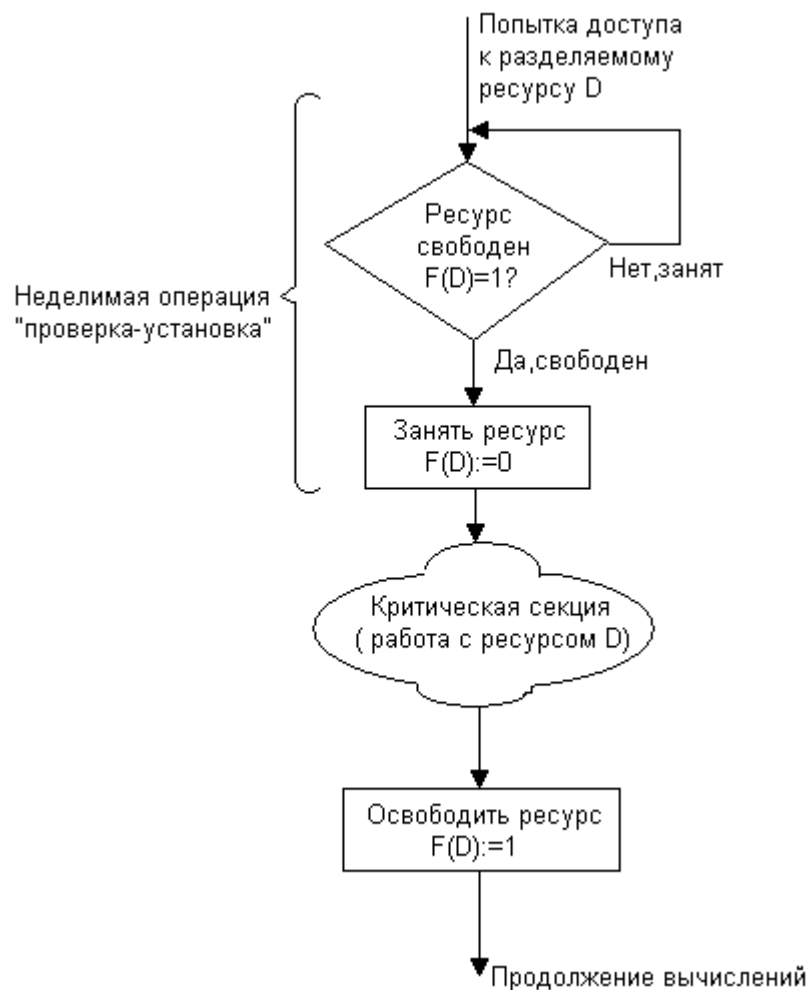 Попытка доступа
к разделяемому
ресурсу D
Ресурс
свободен
F(D)=1?
Нет,занят
Неделимая операция
"проверка-установка"
Да,свободен
Занять ресурс
F(D):=0
Критическая секция
( работа с ресурсом D)
Освободить ресурс
F(D):=1
Продолжение вычислений